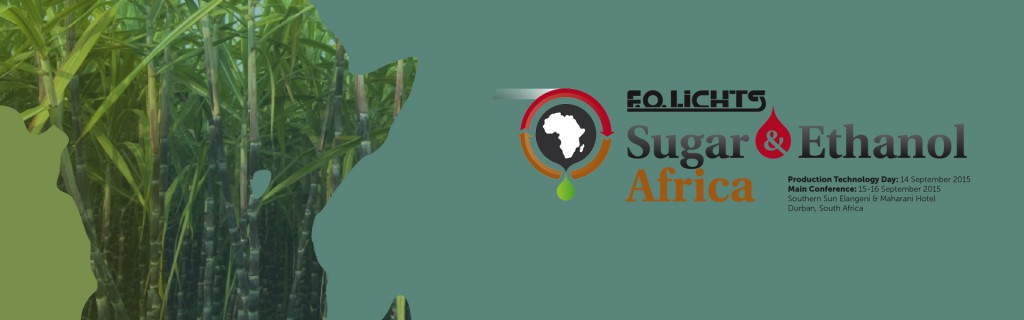 F.O. LICHTS
Sugar & Ethanol
Africa
Production Technology Day: 14 September 2015
Main Conference: 15-16 September 2015
Southern Sun Elangeni & Maharani Hotel
Durban, South Africa